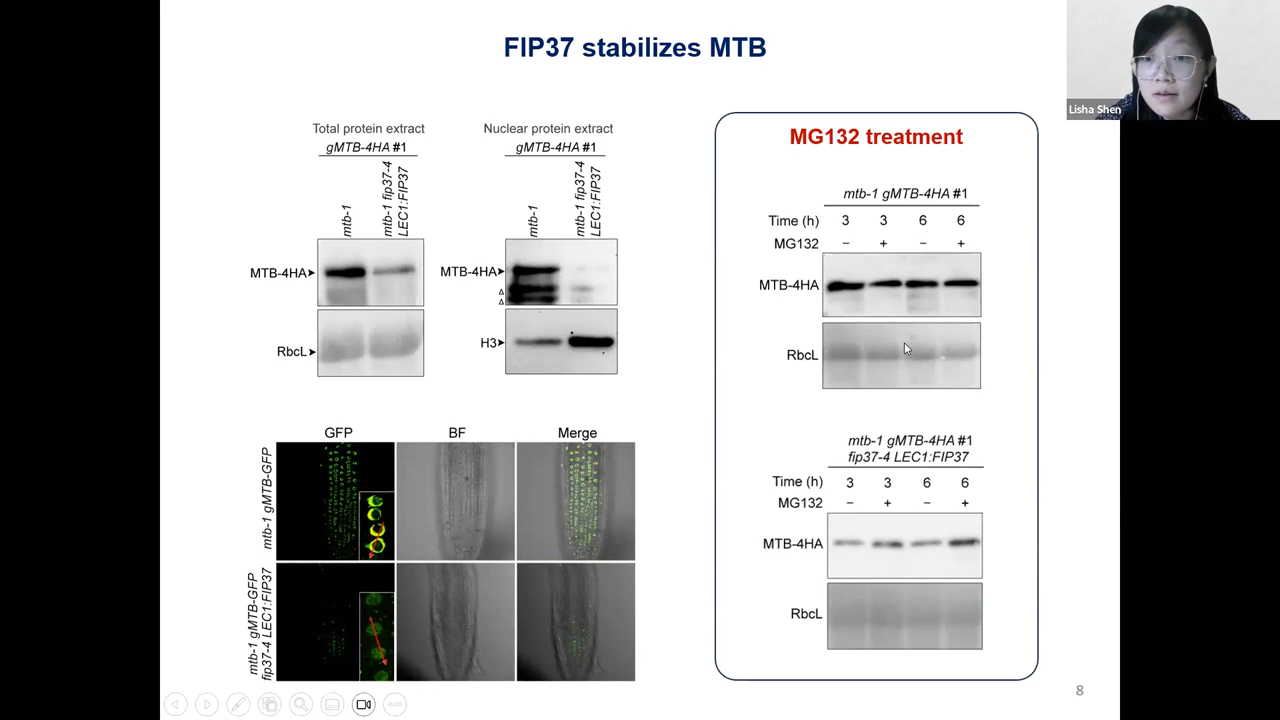 FIP37 stabilizes MTB
Lisha Shen
Total protein extract
gMTB-4HA #1
mtb-1
mtb-1 fip37-4
LEC1:FIP37
MTB-4HA
RbcL
Nuclear protein extract
gMTB-4HA #1
mtb-1
mtb-1 fip37-4
LEC1:FIP37
MTB-4HA
Δ
Δ
H3
GFP
BF
Merge
mtb-1 gMTB-GFP
mtb-1 gMTB-GFP
fip37-4 LEC1:FIP37
MG132 treatment
mtb-1 gMTB-4HA #1
Time (h) 3 3 6 6
MG132 − + − +
MTB-4HA
RbcL
mtb-1 gMTB-4HA #1
fip37-4 LEC1:FIP37
Time (h) 3 3 6 6
MG132 − + − +
MTB-4HA
RbcL
8